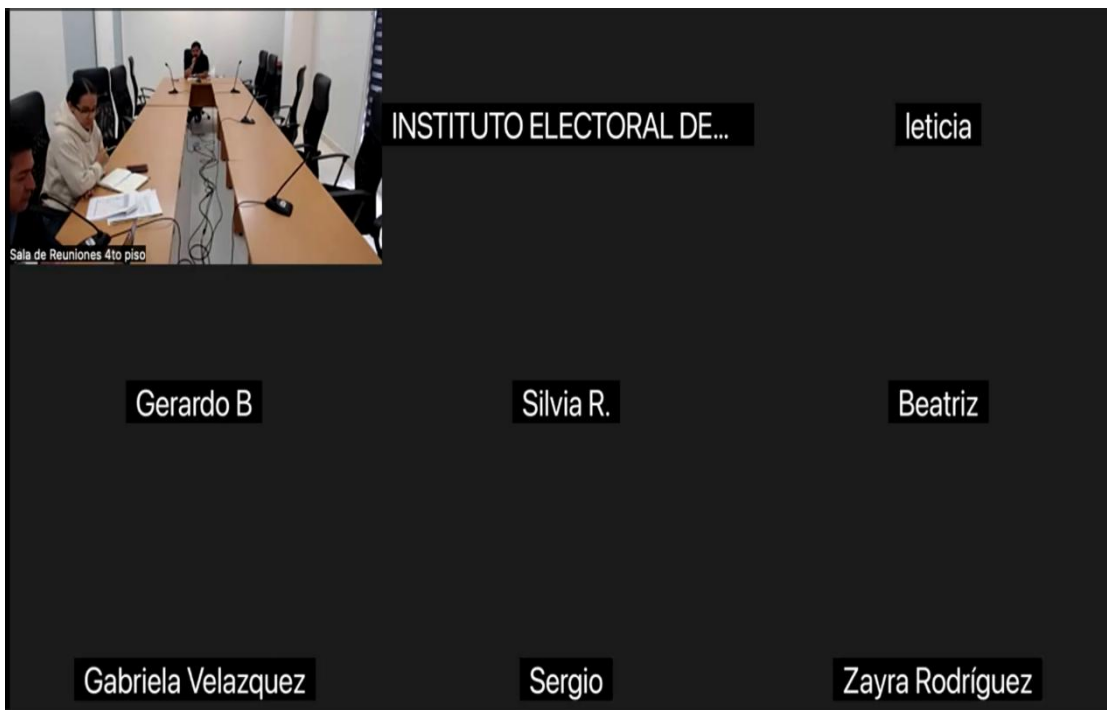 Sala de Reuniones 4to piso
INSTITUTO ELECTORAL DE...
leticia
Gerardo B
Silvia R.
Beatriz
Gabriela Velazquez
Sergio
Zayra Rodríguez